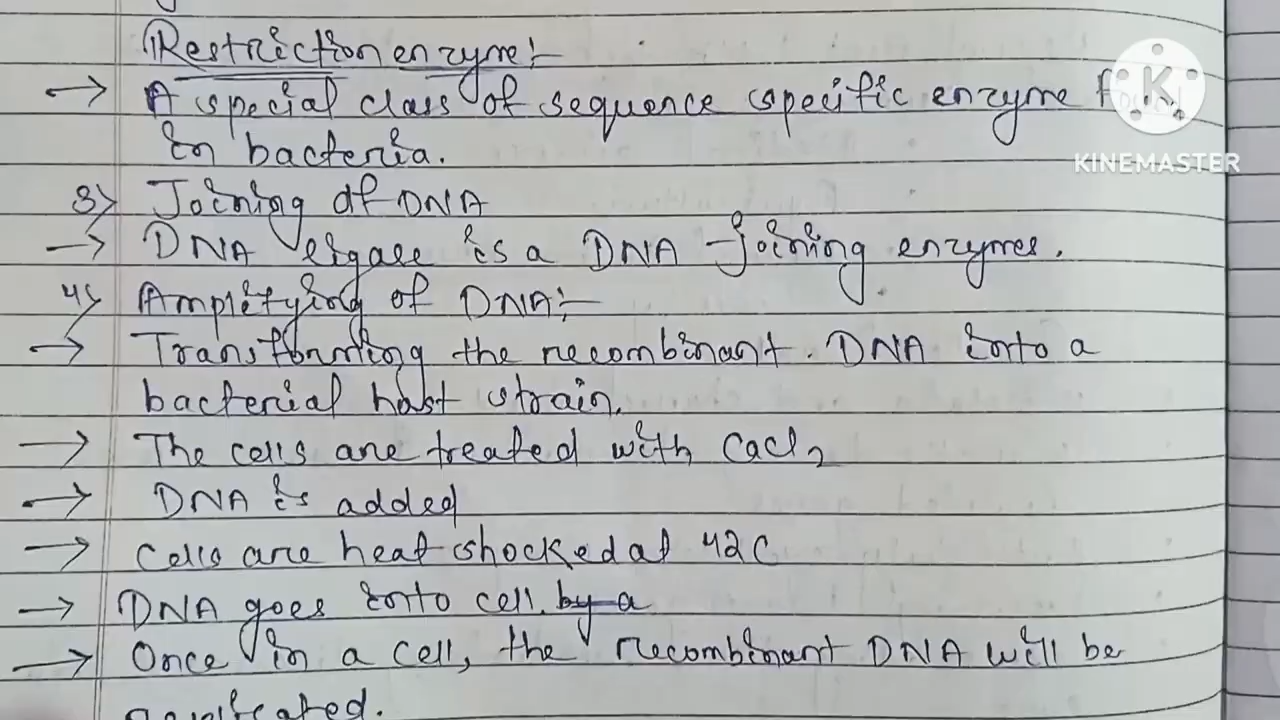 Restriction enzyme:-
→ A special class of sequence specific enzyme
in bacteria.
KINEMASTER
3) Joining of DNA
→ DNA ligase is a DNA - Joining enzymes.
4) Amplifying of DNA:-
→ Transforming the recombinant. DNA into a
bacterial host strain.
→ The cells are treated with CaCl2
→ DNA is added
→ Cells are heat shocked at 42C
→ DNA goes into cell. by a
→ Once in a cell, the recombinant DNA will be